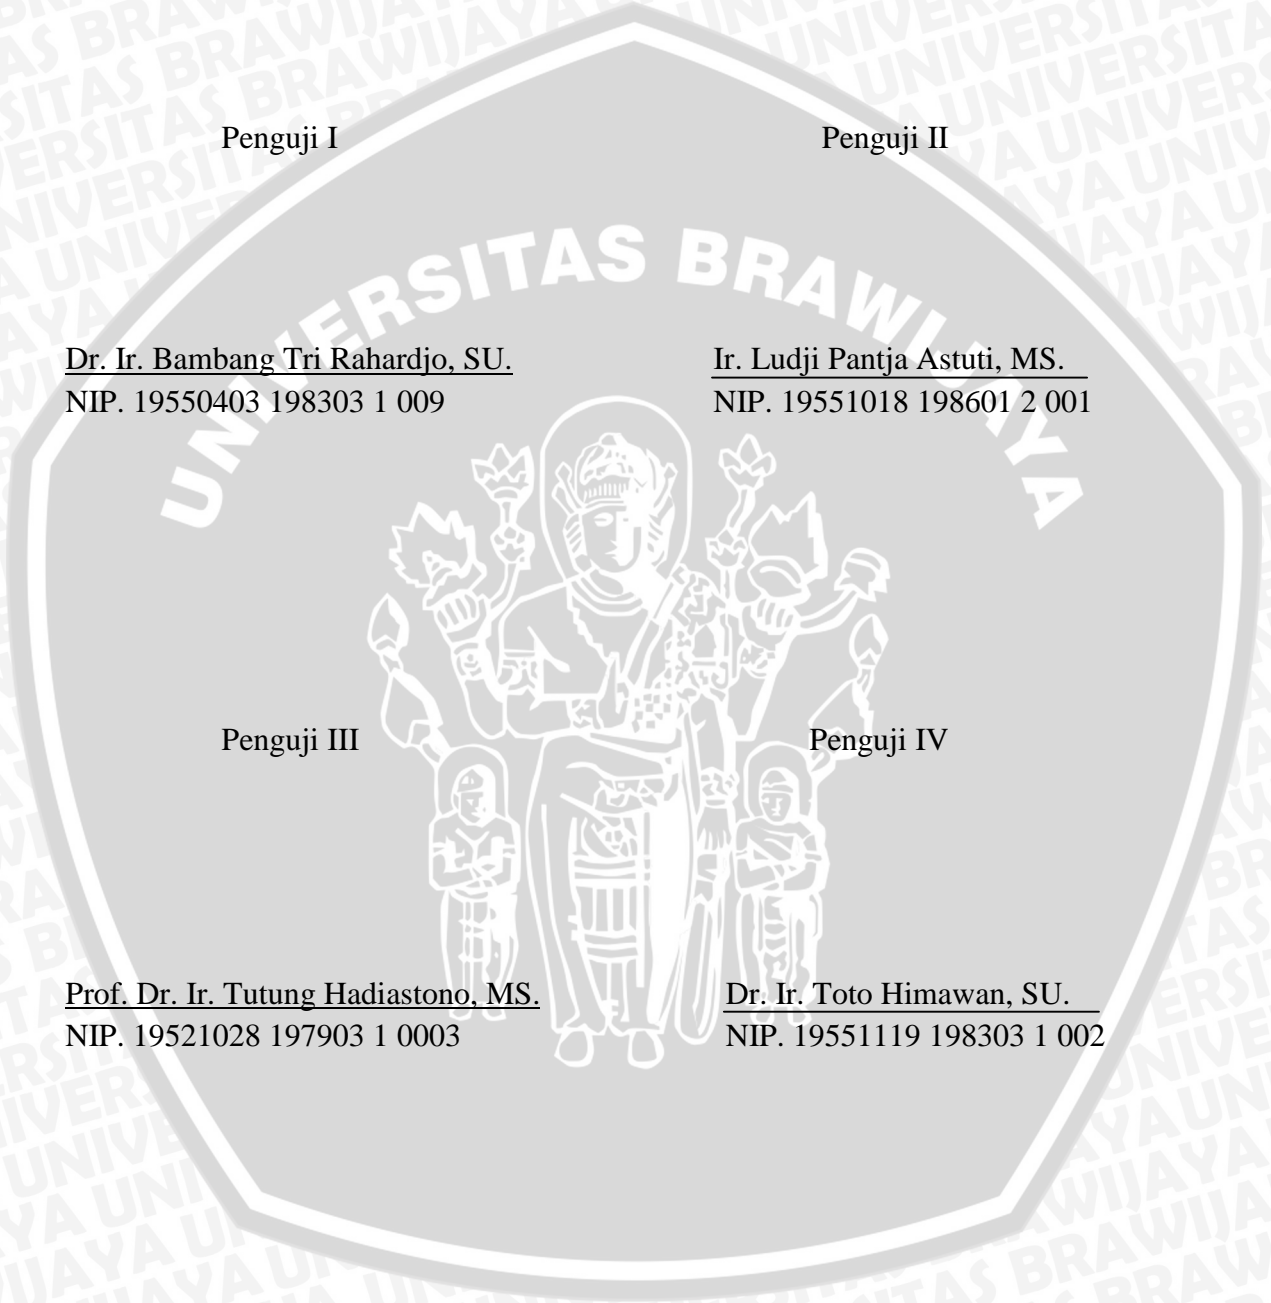 Penguji I
Penguji II
UNIVERSITAS BRAWIJAYA
Dr. Ir. Bambang Tri Rahardjo, SU.
Ir. Ludji Pantja Astuti, MS.
NIP. 19550403 198303 1 009
NIP. 19551018 198601 2 001
Penguji III
Penguji IV
Prof. Dr. Ir. Tutung Hadiastono, MS.
Dr. Ir. Toto Himawan, SU.
NIP. 19521028 197903 1 0003
NIP. 19551119 198303 1 002